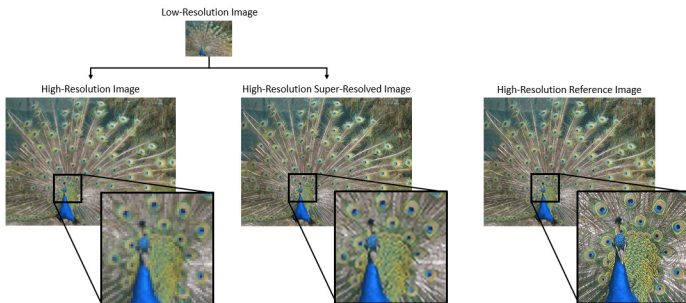 Low-Resolution Image
High-Resolution Image
High-Resolution Super-Resolved Image
High-Resolution Reference Image